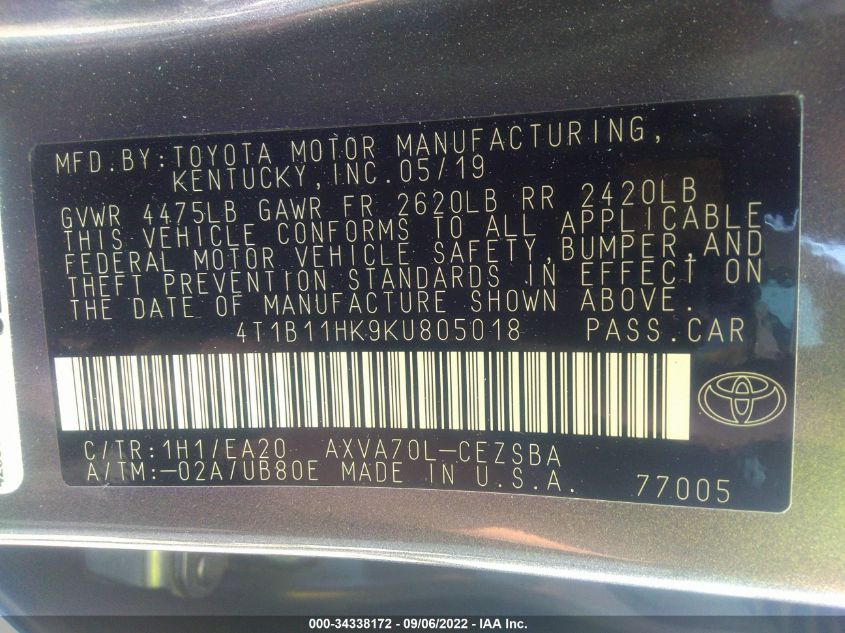 MFD.BY:TOYOTA MOTOR MANUFACTURING,
KENTUCKY,INC.05/19
GVWR 4475LB GAWR FR 2620LB RR 2420LB
THIS VEHICLE CONFORMS TO ALL APPLICABLE
FEDERAL MOTOR VEHICLE SAFETY,BUMPER,AND
THEFT PREVENTION STANDARDS IN EFFECT ON
THE DATE OF MANUFACTURE SHOWN ABOVE.
4T1B11HK9KU805018 PASS.CAR
C/TR:1H1/EA20 AXVA70L-CEZSBA
A/TM:-02A/UB80E MADE IN U.S.A. 77005
000-34338172 - 09/06/2022 - IAA Inc.